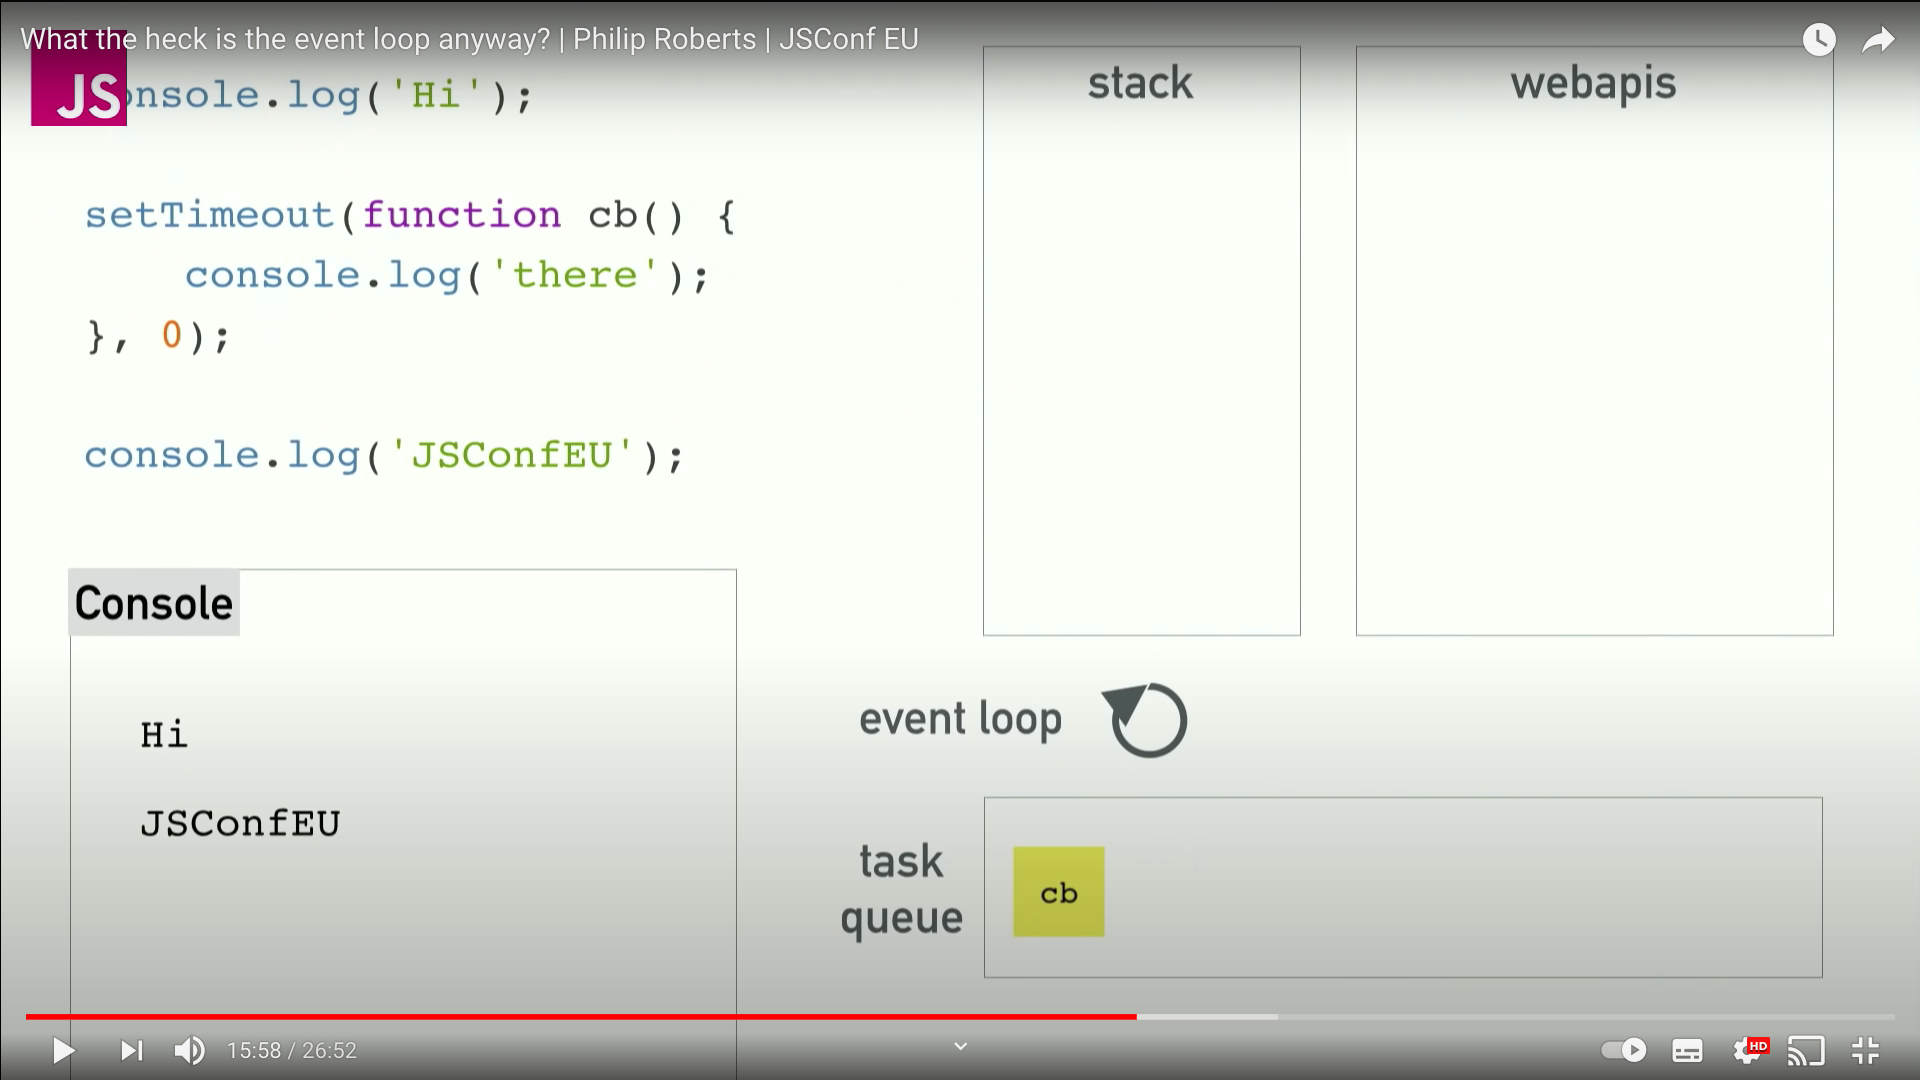 What the heck is the event loop anyway? | Philip Roberts | JSConf EU
JS
onsole.log('Hi');
setTimeout(function cb() {
console.log('there');
}, 0);
console.log('JSConfEU');
stack
webapis
Console
Hi
JSConfEU
event loop
task
queue
cb
15:58 / 26:52
HD